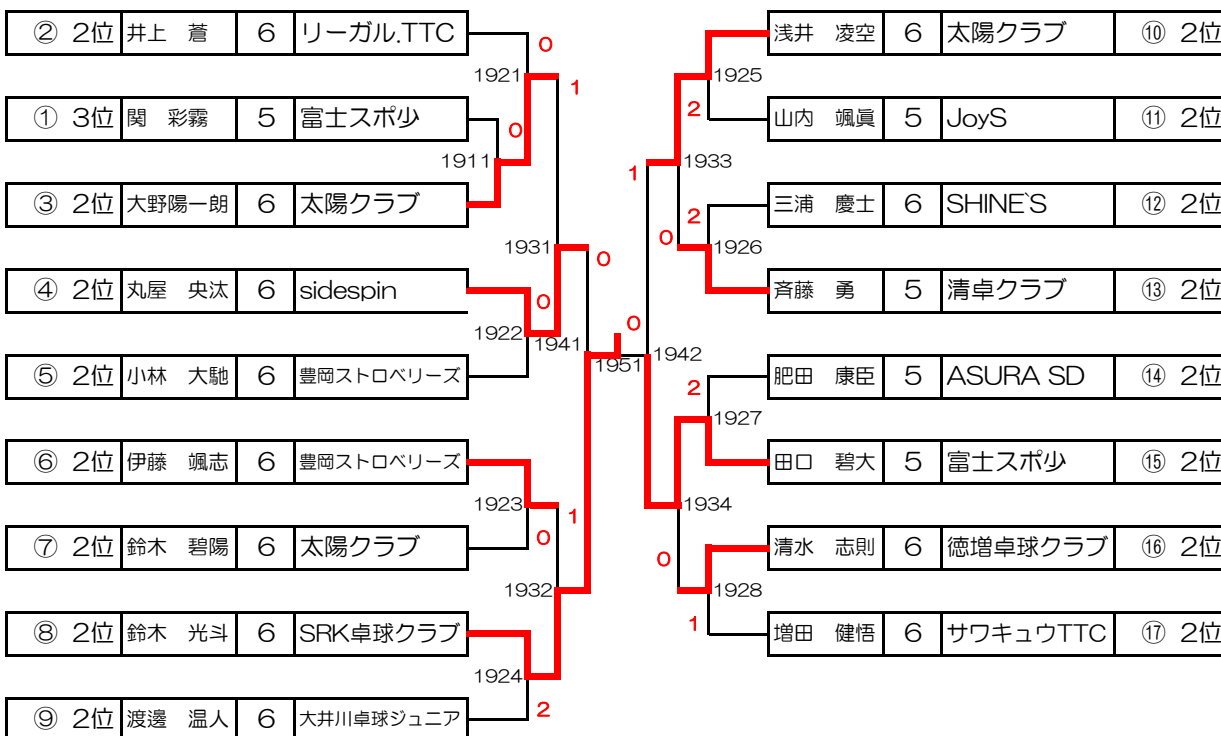 ② 2位 井上 蒼 6 リーガル.TTC
0
1921
1
① 3位 関 彩霧 5 富士スポ少
0
1911
③ 2位 大野陽一朗 6 太陽クラブ
1931
0
④ 2位 丸屋 央汰 6 sidespin
0
1922
1941
⑤ 2位 小林 大馳 6 豊岡ストロベリーズ
⑥ 2位 伊藤 颯志 6 豊岡ストロベリーズ
1923
1
0
⑦ 2位 鈴木 碧陽 6 太陽クラブ
1932
⑧ 2位 鈴木 光斗 6 SRK卓球クラブ
1924
2
⑨ 2位 渡邊 温人 6 大井川卓球ジュニア
0
1951
浅井 凌空 6 太陽クラブ ⑩ 2位
1925
2
山内 颯眞 5 JoyS ⑪ 2位
1
1933
三浦 慶士 6 SHINE`S ⑫ 2位
2
0
1926
斉藤 勇 5 清卓クラブ ⑬ 2位
1942
肥田 康臣 5 ASURA SD ⑭ 2位
2
1927
田口 碧大 5 富士スポ少 ⑮ 2位
1934
清水 志則 6 徳増卓球クラブ ⑯ 2位
0
1928
1
増田 健悟 6 サワキュウTTC ⑰ 2位